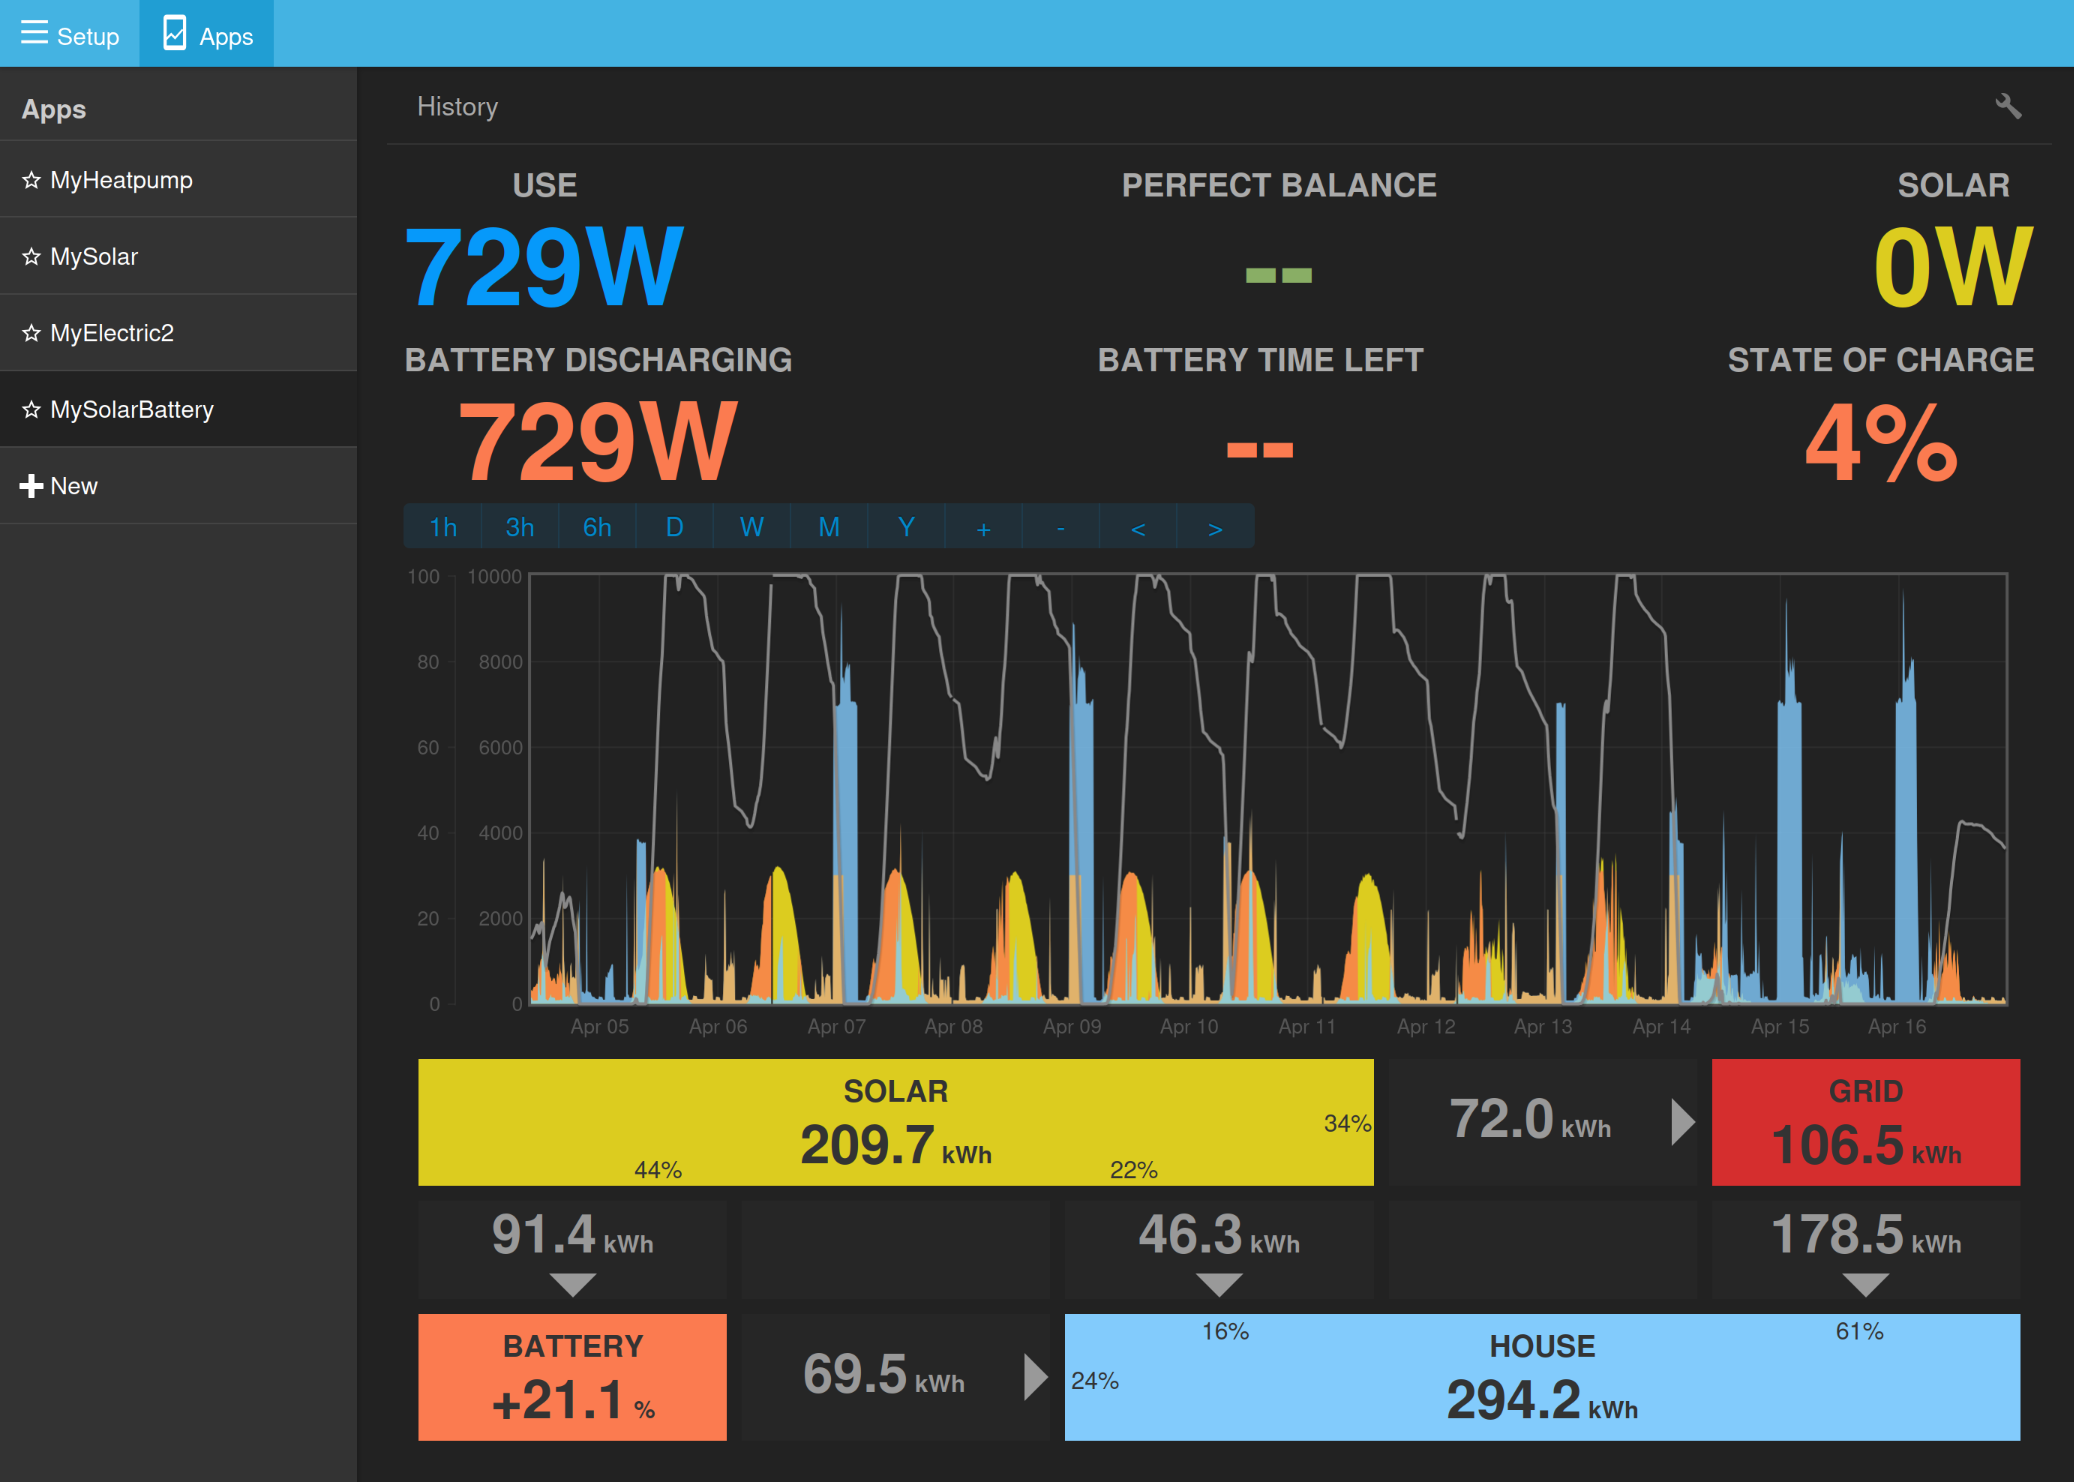 Setup Apps
Apps
MyHeatpump
MySolar
MyElectric2
MySolarBattery
New
History
USE PERFECT BALANCE SOLAR
729W -- 0W
BATTERY DISCHARGING BATTERY TIME LEFT STATE OF CHARGE
729W -- 4%
1h 3h 6h D W M Y + - < >
100 10000
80 8000
60 6000
40 4000
20 2000
0 0
Apr 05 Apr 06 Apr 07 Apr 08 Apr 09 Apr 10 Apr 11 Apr 12 Apr 13 Apr 14 Apr 15 Apr 16
SOLAR
209.7 kWh
44% 22% 34%
72.0 kWh
GRID
106.5 kWh
91.4 kWh 46.3 kWh 178.5 kWh
BATTERY
+21.1 %
69.5 kWh
16% 61%
24%
HOUSE
294.2 kWh